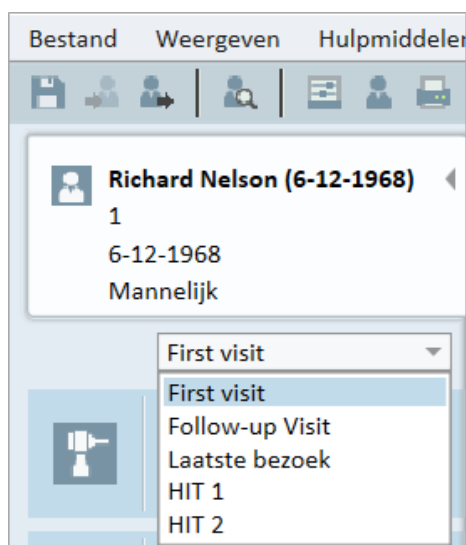 Bestand Weergeven Hulpmiddelen
Richard Nelson (6-12-1968)
1
6-12-1968
Mannelijk
First visit
First visit
Follow-up Visit
Laatste bezoek
HIT 1
HIT 2